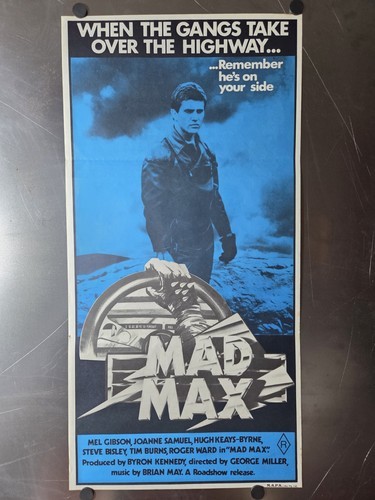 WHEN THE GANGS TAKE
OVER THE HIGHWAY...
...Remember
he's on
your side
MAD
MAX
MEL GIBSON, JOANNE SAMUEL, HUGH KEAYS-BYRNE,
STEVE BISLEY, TIM BURNS, ROGER WARD in "MAD MAX".
Produced by BYRON KENNEDY, directed by GEORGE MILLER,
music by BRIAN MAY. A Roadshow release.
R